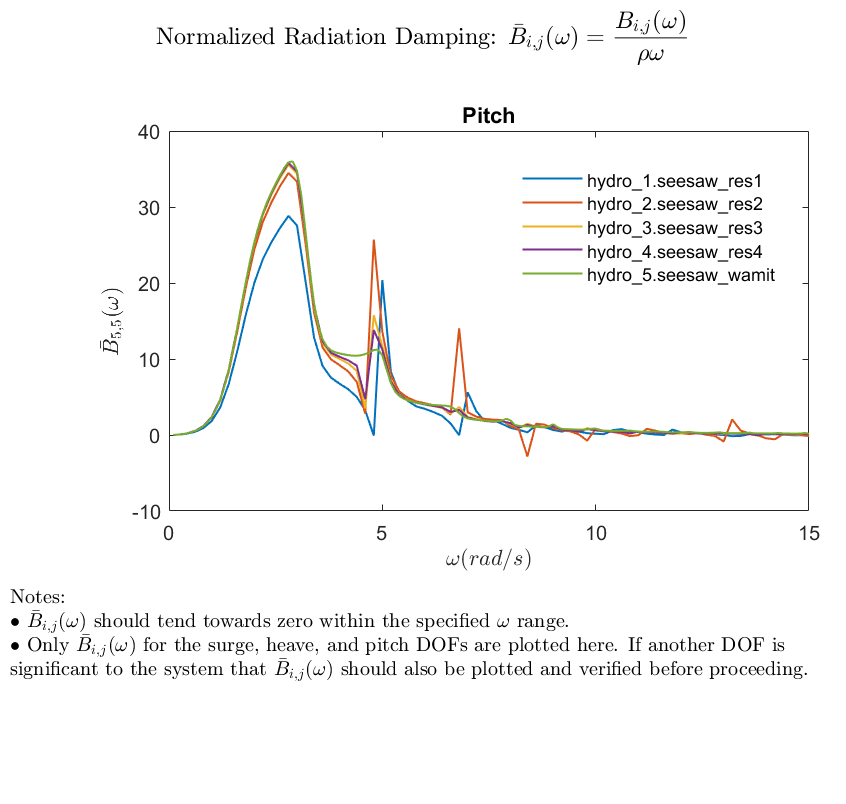 Normalized Radiation Damping: B̄_{i,j}(ω) = B_{i,j}(ω) / ρω
Pitch
40
30
20
10
0
-10
B̄_{5,5}(ω)
hydro_1.seesaw_res1
hydro_2.seesaw_res2
hydro_3.seesaw_res3
hydro_4.seesaw_res4
hydro_5.seesaw_wamit
0 5 10 15
ω(rad/s)
Notes:
• B̄_{i,j}(ω) should tend towards zero within the specified ω range.
• Only B̄_{i,j}(ω) for the surge, heave, and pitch DOFs are plotted here. If another DOF is
significant to the system that B̄_{i,j}(ω) should also be plotted and verified before proceeding.